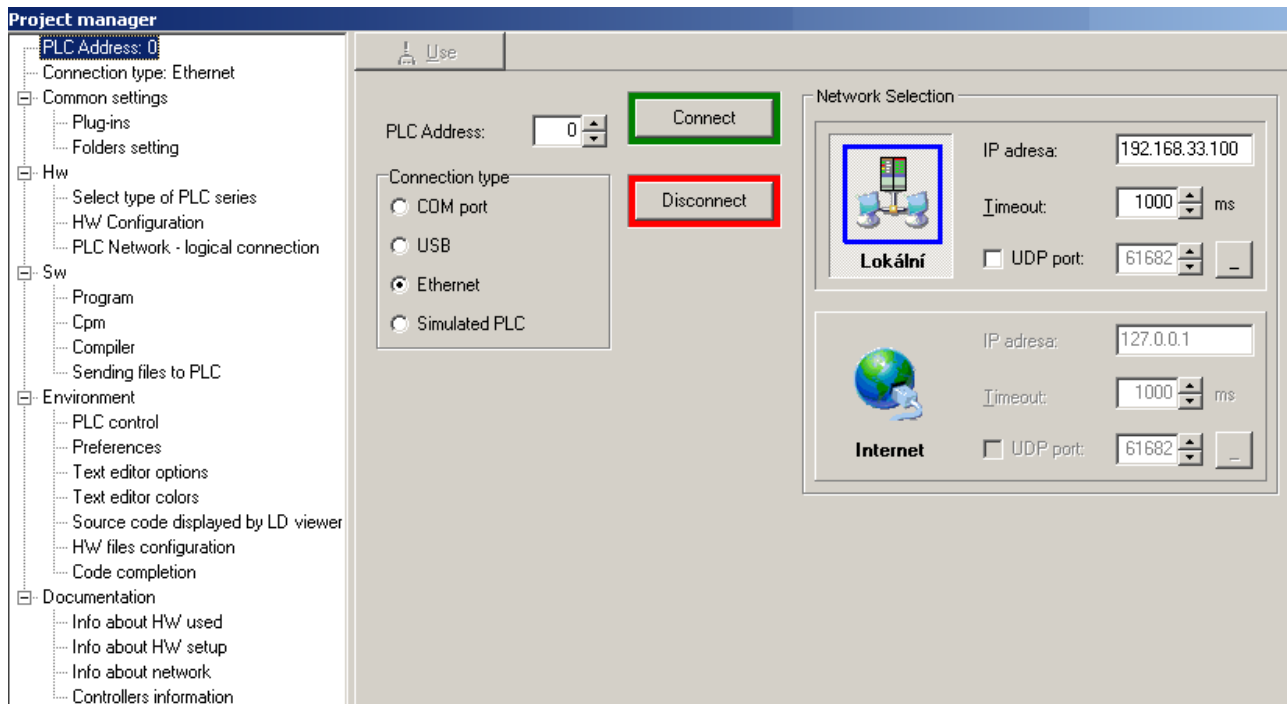 Project manager
PLC Address: 0
Connection type: Ethernet
Common settings
Plug-ins
Folders setting
Hw
Select type of PLC series
HW Configuration
PLC Network - logical connection
Sw
Program
Cpm
Compiler
Sending files to PLC
Environment
PLC control
Preferences
Text editor options
Text editor colors
Source code displayed by LD viewer
HW files configuration
Code completion
Documentation
Info about HW used
Info about HW setup
Info about network
Controllers information
Use
PLC Address: 0
Connect
Disconnect
Connection type
COM port
USB
Ethernet
Simulated PLC
Network Selection
Lokální
IP adresa: 192.168.33.100
Timeout: 1000 ms
UDP port: 61682 _
Internet
IP adresa: 127.0.0.1
Timeout: 1000 ms
UDP port: 61682 _